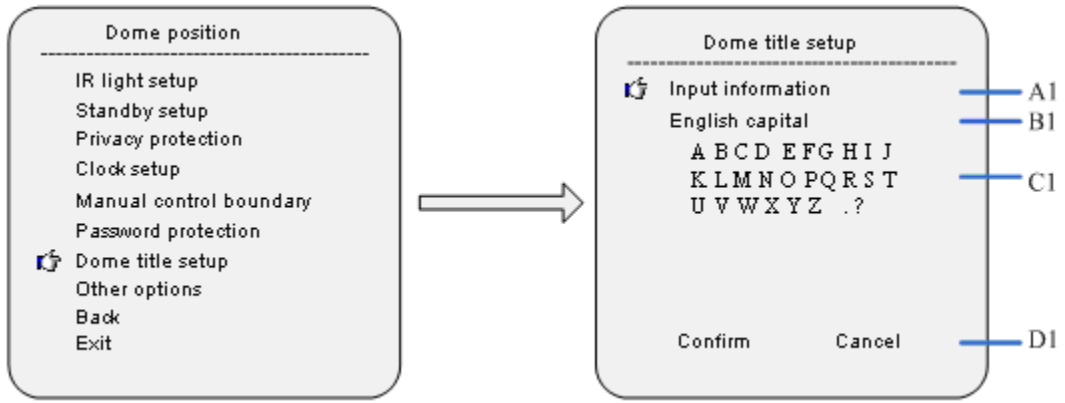 Dome position
IR light setup
Standby setup
Privacy protection
Clock setup
Manual control boundary
Password protection
Dome title setup
Other options
Back
Exit
Dome title setup
Input information
English capital
A B C D E F G H I J
K L M N O P Q R S T
U V W X Y Z .?
Confirm Cancel
A1
B1
C1
D1